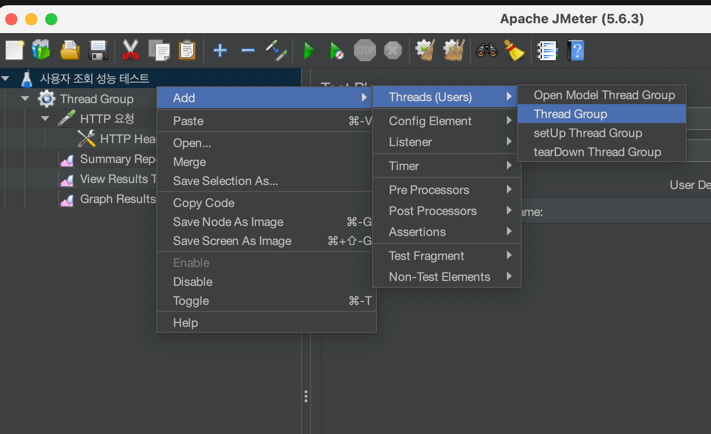 Apache JMeter (5.6.3)
사용자 조회 성능 테스트
Thread Group
HTTP 요청
HTTP Hea
Summary Repo
View Results T
Graph Results
Add
Paste ⌘-V
Open...
Merge
Save Selection As...
Copy Code
Save Node As Image ⌘-G
Save Screen As Image ⌘+⇧-G
Enable
Disable
Toggle ⌘-T
Help
Threads (Users)
Config Element
Listener
Timer
Pre Processors
Post Processors
Assertions
Test Fragment
Non-Test Elements
Open Model Thread Group
Thread Group
setUp Thread Group
tearDown Thread Group
User De
ame: